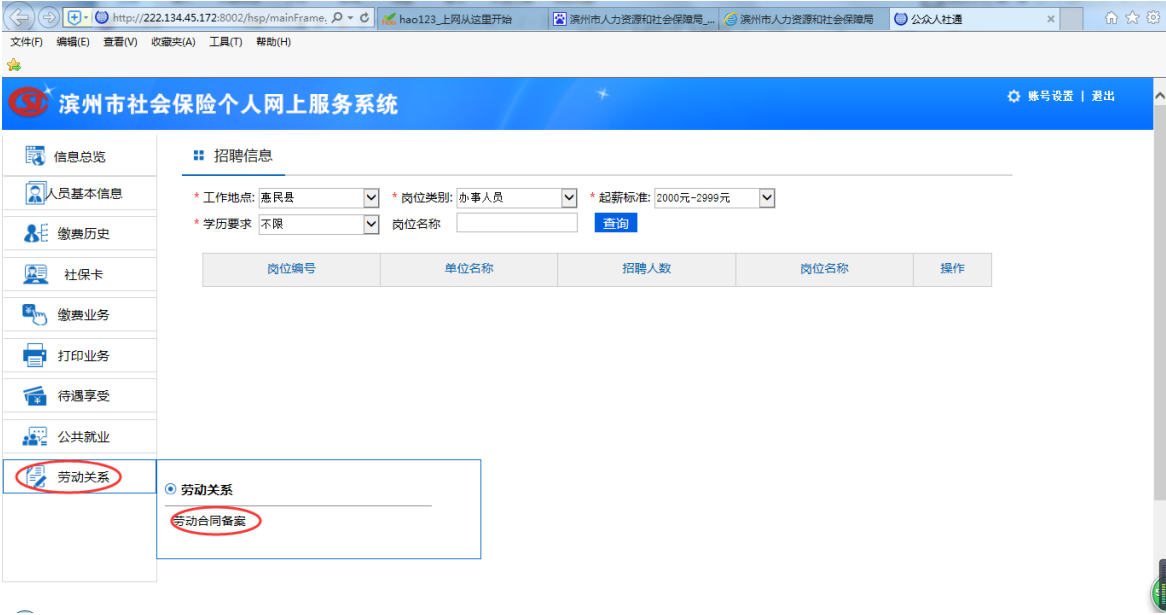 http://222.134.45.172:8002/hsp/mainFrame. hao123_上网从这里开始 滨州市人力资源和社会保障局_... 滨州市人力资源和社会保障局 公众人社通
文件(F) 编辑(E) 查看(V) 收藏夹(A) 工具(T) 帮助(H)
滨州市社会保险个人网上服务系统 账号设置 | 退出
信息总览
人员基本信息
缴费历史
社保卡
缴费业务
打印业务
待遇享受
公共就业
劳动关系
招聘信息
* 工作地点: 惠民县 * 岗位类别: 办事人员 * 起薪标准: 2000元-2999元
* 学历要求 不限 岗位名称 查询
岗位编号 单位名称 招聘人数 岗位名称 操作
劳动关系
劳动合同备案